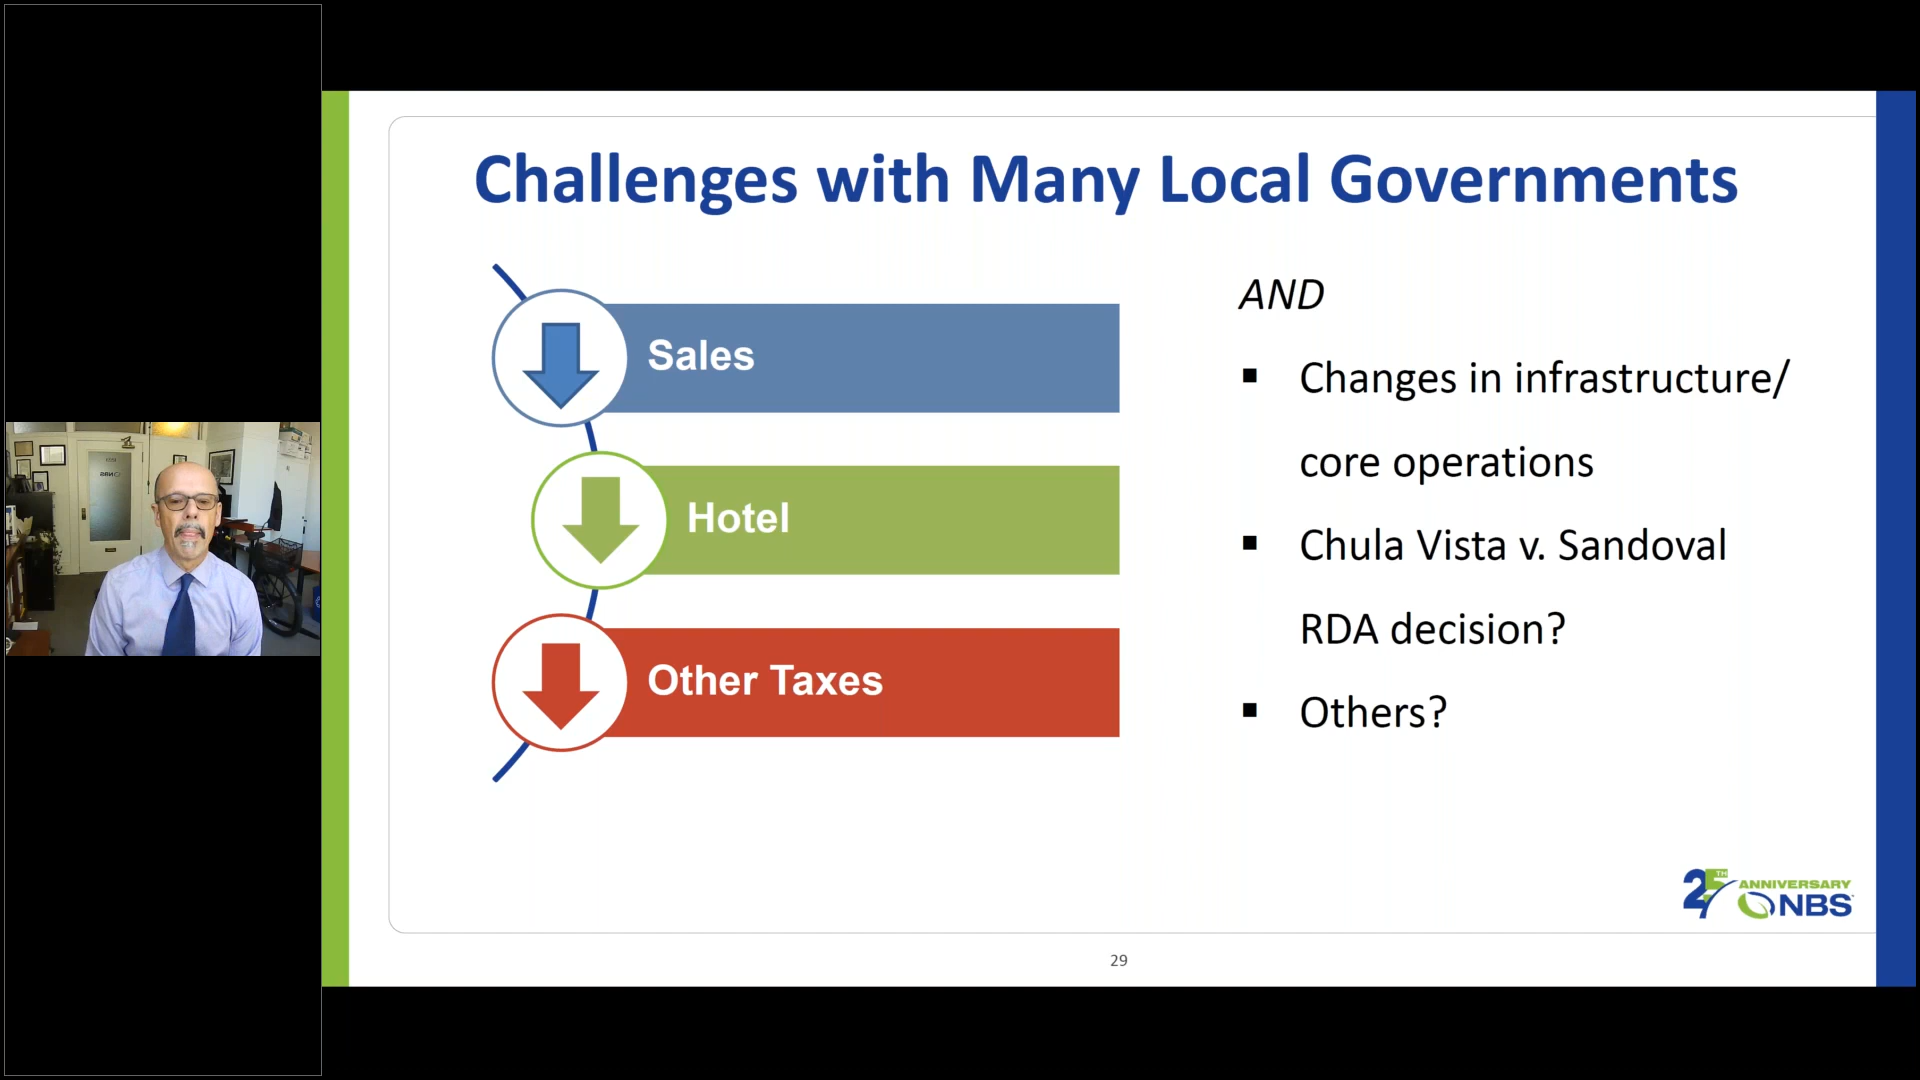 Challenges with Many Local Governments
Sales
Hotel
Other Taxes
AND
▪ Changes in infrastructure/
core operations
▪ Chula Vista v. Sandoval
RDA decision?
▪ Others?
25TH ANNIVERSARY
NBS
29